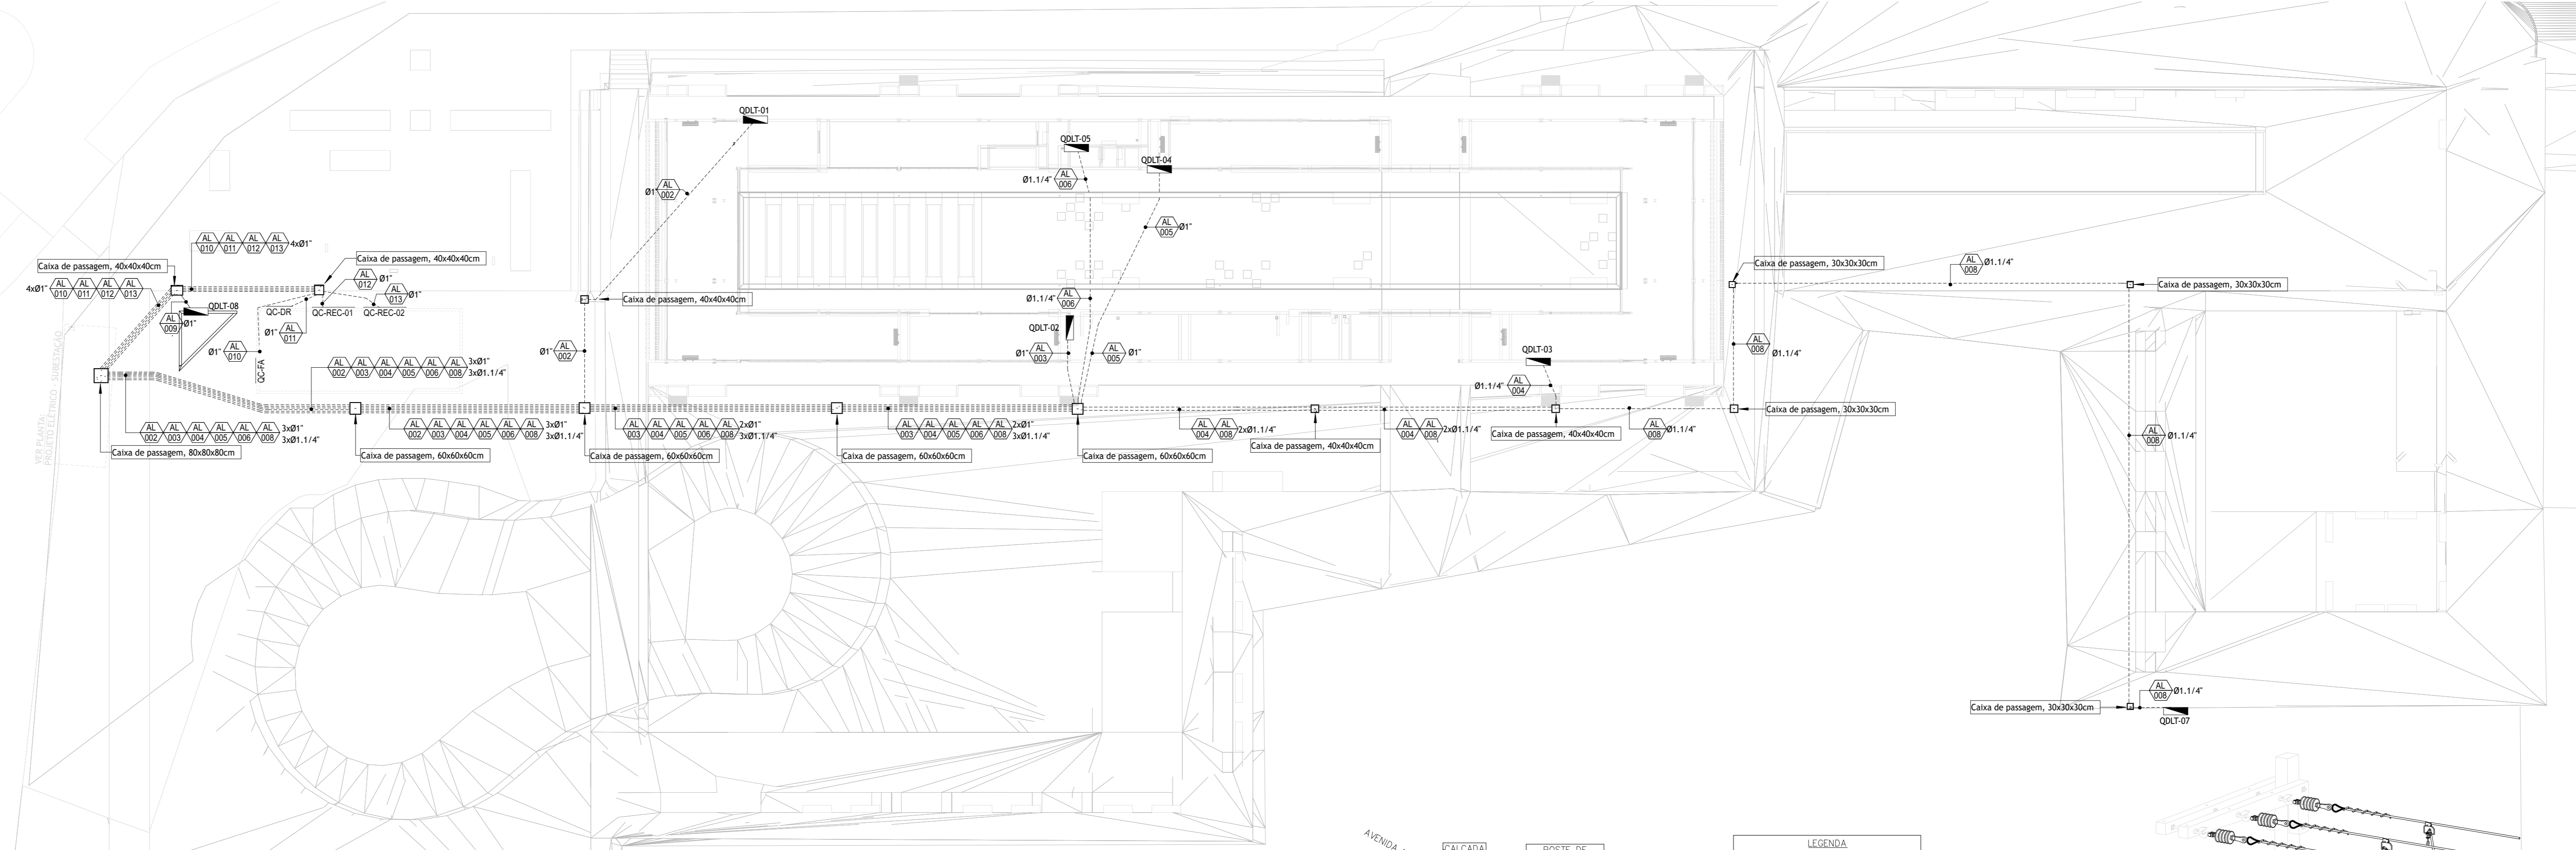 QDLT-01
QDLT-05
QDLT-04
AL
006
Ø1.1/4"
AL
002
Ø1"
AL
005
Ø1"
AL AL AL AL
010 011 012 013
4xØ1"
Caixa de passagem, 40x40x40cm
Caixa de passagem, 40x40x40cm
AL
012
Ø1"
AL
013
Ø1"
4xØ1"
AL AL AL AL
010 011 012 013
QDLT-08
AL
009
Ø1"
QC-DR
QC-REC-01
QC-REC-02
Ø1"
AL
011
Ø1"
AL
010
QC-FA
Caixa de passagem, 40x40x40cm
Ø1"
AL
002
Ø1.1/4"
AL
006
QDLT-02
Ø1"
AL
003
AL
005
Ø1"
QDLT-03
Ø1.1/4"
AL
004
Caixa de passagem, 30x30x30cm
AL
008
Ø1.1/4"
Caixa de passagem, 30x30x30cm
AL
008
Ø1.1/4"
AL AL AL AL AL AL
002 003 004 005 006 008
3xØ1"
3xØ1.1/4"
VER PLANTA:
PROJETO ELÉTRICO - SUBESTAÇÃO
AL AL AL AL AL AL
002 003 004 005 006 008
3xØ1"
3xØ1.1/4"
Caixa de passagem, 80x80x80cm
AL AL AL AL AL AL
002 003 004 005 006 008
3xØ1"
3xØ1.1/4"
Caixa de passagem, 60x60x60cm
AL AL AL AL AL
003 004 005 006 008
2xØ1"
3xØ1.1/4"
Caixa de passagem, 60x60x60cm
AL AL AL AL AL
003 004 005 006 008
2xØ1"
3xØ1.1/4"
Caixa de passagem, 60x60x60cm
Caixa de passagem, 60x60x60cm
AL AL
004 008
2xØ1.1/4"
Caixa de passagem, 40x40x40cm
AL AL
004 008
2xØ1.1/4"
Caixa de passagem, 40x40x40cm
AL
008
Ø1.1/4"
Caixa de passagem, 30x30x30cm
AL
008
Ø1.1/4"
Caixa de passagem, 30x30x30cm
AL
008
Ø1.1/4"
QDLT-07
AVENIDA
CALÇADA
POSTE DE
LEGENDA